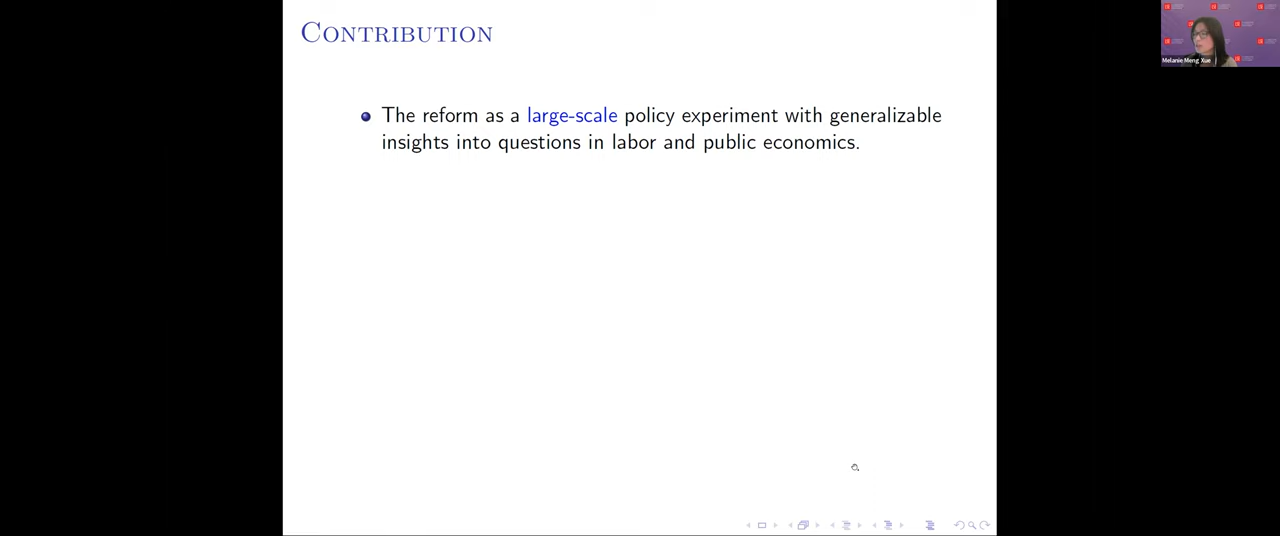 CONTRIBUTION
The reform as a large-scale policy experiment with generalizable
insights into questions in labor and public economics.
Melanie Meng Xue